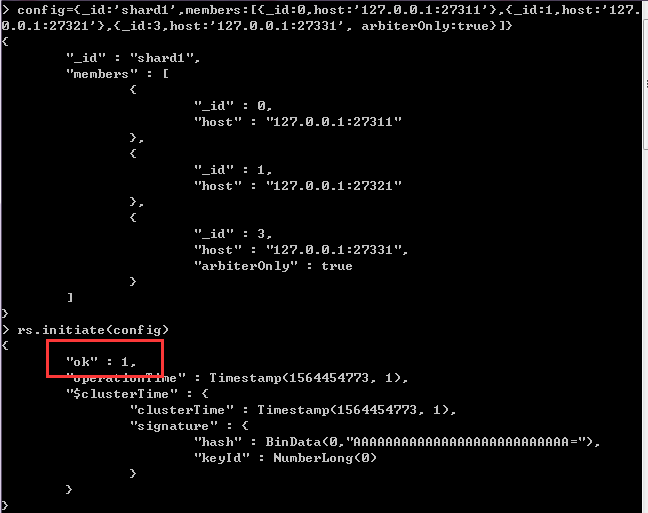 > config={_id:'shard1',members:[{_id:0,host:'127.0.0.1:27311'},{_id:1,host:'127.
0.0.1:27321'},{_id:3,host:'127.0.0.1:27331', arbiterOnly:true}]}
{
"_id" : "shard1",
"members" : [
{
"_id" : 0,
"host" : "127.0.0.1:27311"
},
{
"_id" : 1,
"host" : "127.0.0.1:27321"
},
{
"_id" : 3,
"host" : "127.0.0.1:27331",
"arbiterOnly" : true
}
]
}
> rs.initiate(config)
{
"ok" : 1,
"operationTime" : Timestamp(1564454773, 1),
"$clusterTime" : {
"clusterTime" : Timestamp(1564454773, 1),
"signature" : {
"hash" : BinData(0,"AAAAAAAAAAAAAAAAAAAAAAAAAAA="),
"keyId" : NumberLong(0)
}
}
}